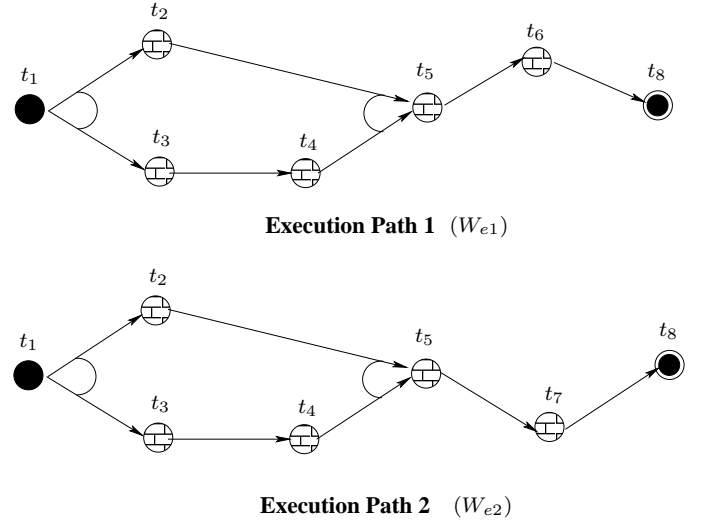 t2
t6
t1
t5
t8
t3
t4
Execution Path 1 (We1)
t2
t1
t5
t8
t3
t4
t7
Execution Path 2 (We2)